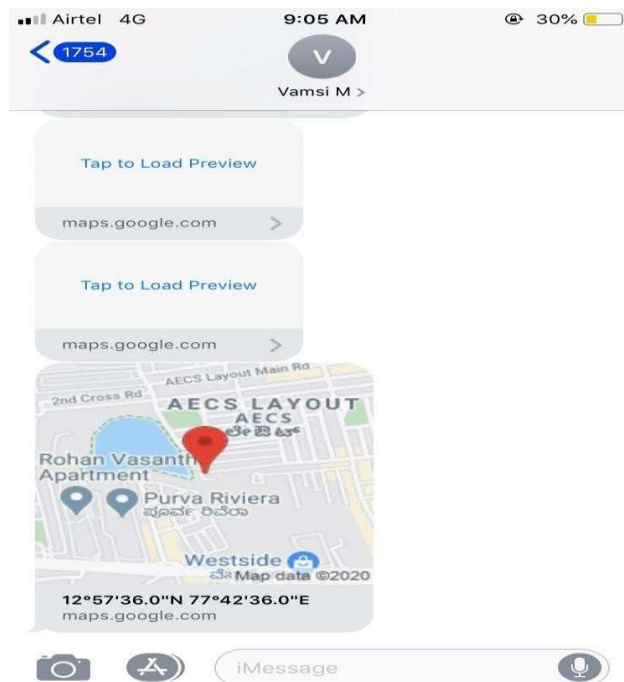 Airtel 4G 9:05 AM 30%
1754
V
Vamsi M >
Tap to Load Preview
maps.google.com >
Tap to Load Preview
maps.google.com >
AECS Layout Main Rd
2nd Cross Rd
AECS LAYOUT
AECS
ಲೇಔಟ್
Rohan Vasantha
Apartment
Purva Riviera
ಪೂರ್ವ ರಿವೇರಾ
Westside
Map data ©2020
12°57'36.0"N 77°42'36.0"E
maps.google.com
iMessage